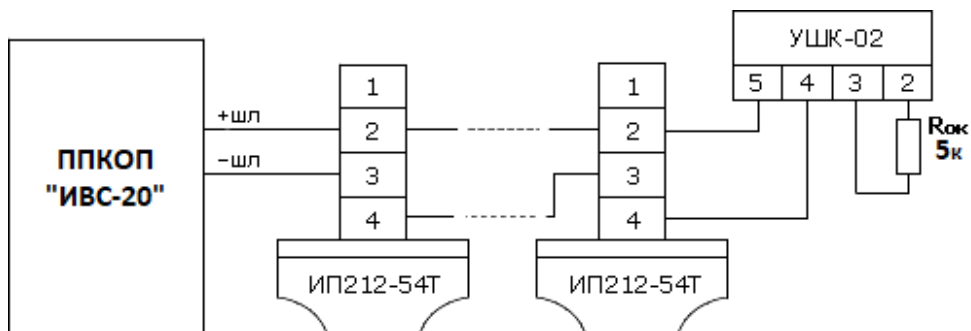 УШК-02
5 4 3 2
1
2
3
4
1
2
3
4
+шл
–шл
ППКОП
"ИВС-20"
Rок
5к
ИП212-54Т
ИП212-54Т